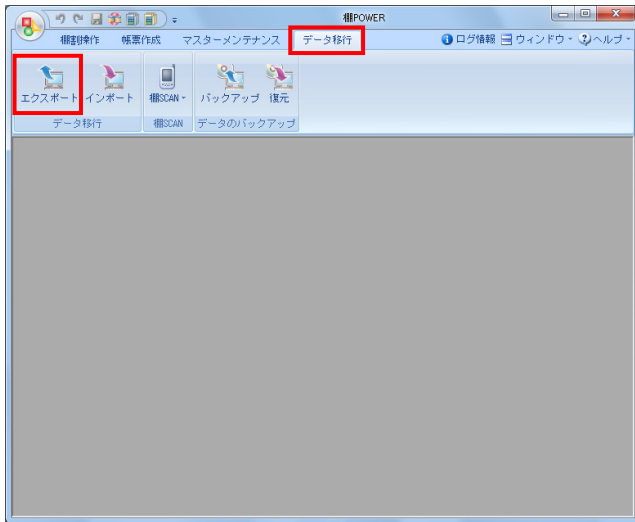 棚POWER
棚割操作 帳票作成 マスターメンテナンス データ移行 ログ情報 ウィンドウ ヘルプ
エクスポート インポート 棚SCAN バックアップ 復元
データ移行 棚SCAN データのバックアップ